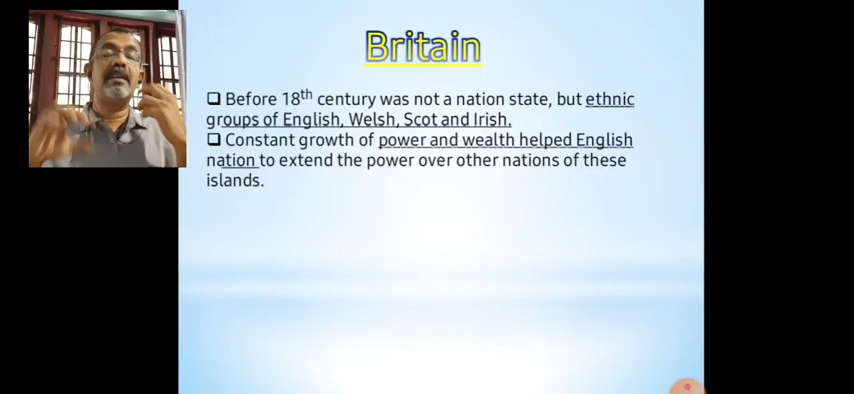 Britain
❑ Before 18th century was not a nation state, but ethnic
groups of English, Welsh, Scot and Irish.
❑ Constant growth of power and wealth helped English
nation to extend the power over other nations of these
islands.